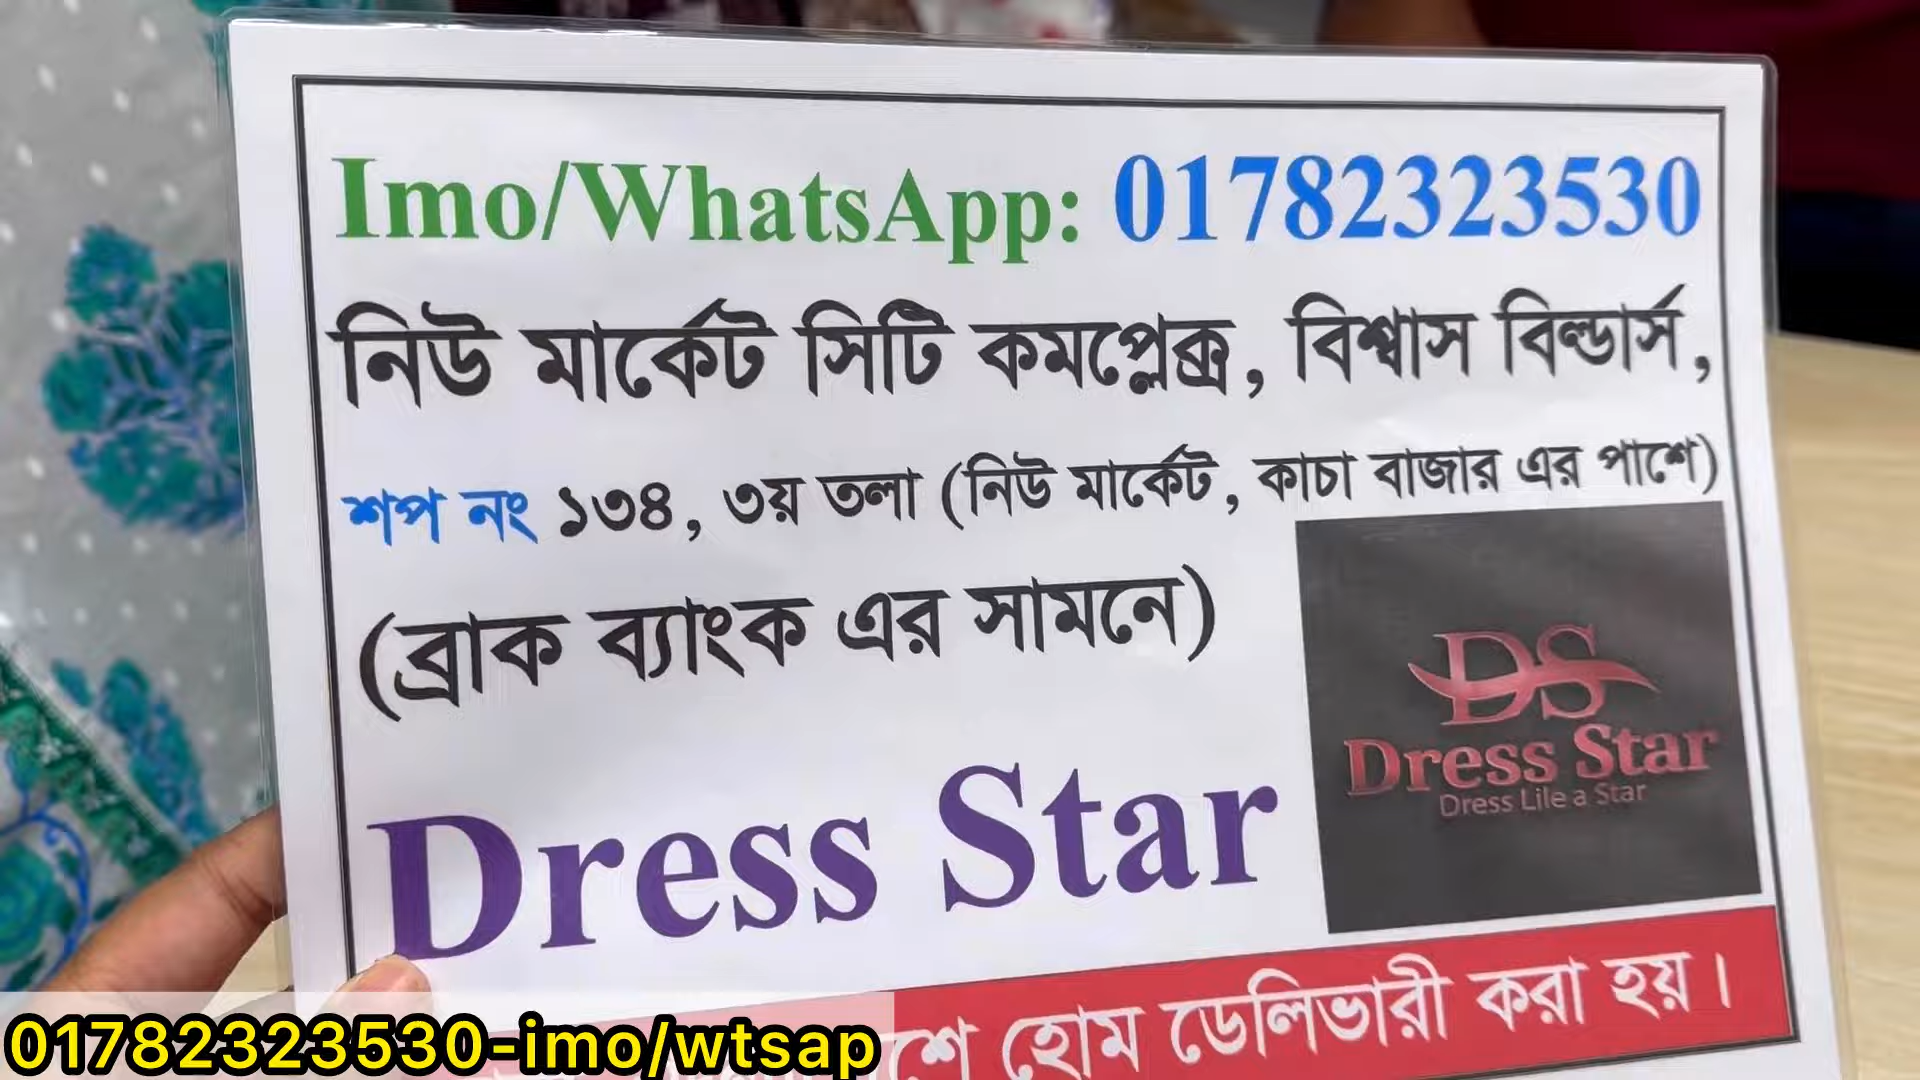 Imo/WhatsApp: 01782323530
নিউ মার্কেট সিটি কমপ্লেক্স, বিশ্বাস বিল্ডার্স,
শপ নং ১৩৪, ৩য় তলা (নিউ মার্কেট, কাচা বাজার এর পাশে)
(ব্রাক ব্যাংক এর সামনে)
DS
Dress Star
Dress Lile a Star
Dress Star
হোম ডেলিভারী করা হয়।
01782323530-imo/wtsap